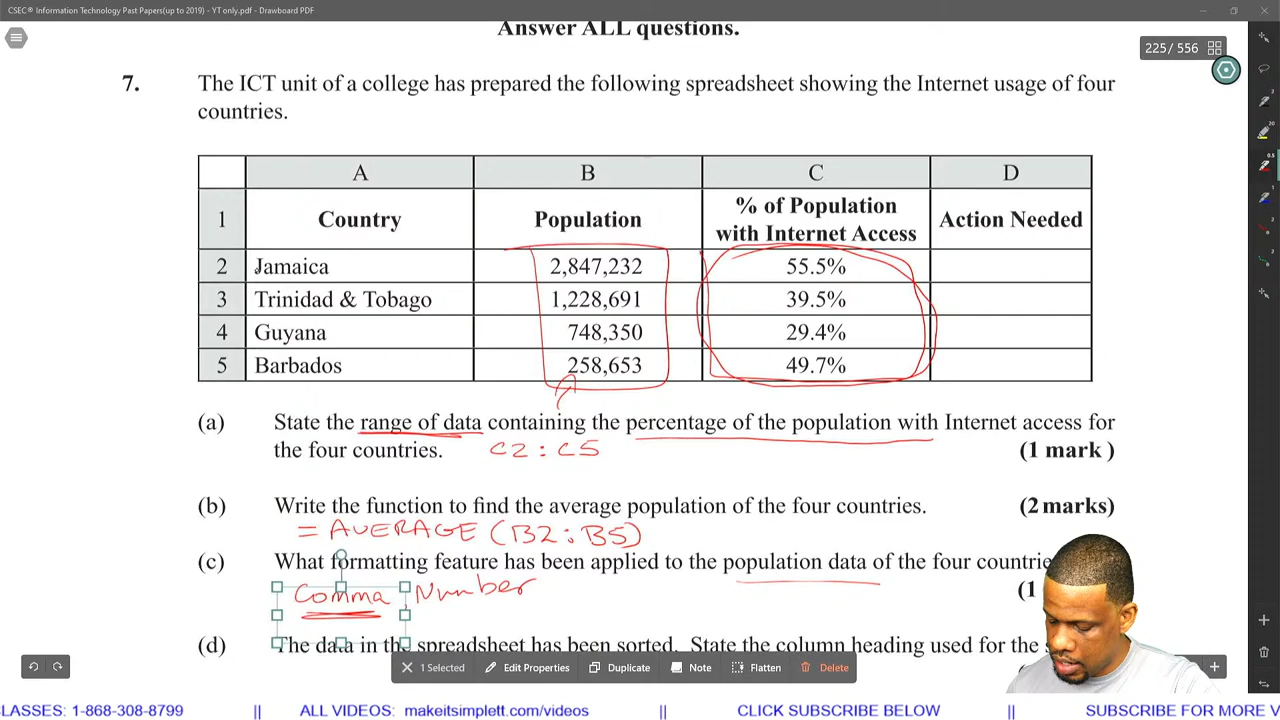 CSEC® Information Technology Past Papers(up to 2019) - YT only.pdf - Drawboard PDF
Answer ALL questions.
225/ 556
7. The ICT unit of a college has prepared the following spreadsheet showing the Internet usage of four
countries.
A B C D
1 Country Population % of Population with Internet Access Action Needed
2 Jamaica 2,847,232 55.5%
3 Trinidad & Tobago 1,228,691 39.5%
4 Guyana 748,350 29.4%
5 Barbados 258,653 49.7%
(a) State the range of data containing the percentage of the population with Internet access for
the four countries. C2 : C5 (1 mark )
(b) Write the function to find the average population of the four countries. (2 marks)
= AVERAGE (B2 : B5)
(c) What formatting feature has been applied to the population data of the four countrie
Comma, Number (1
(d) The data in the spreadsheet has been sorted. State the column heading used for the s
1 Selected Edit Properties Duplicate Note Flatten Delete
LASSES: 1-868-308-8799 || ALL VIDEOS: makeitsimplett.com/videos || CLICK SUBSCRIBE BELOW || SUBSCRIBE FOR MORE V